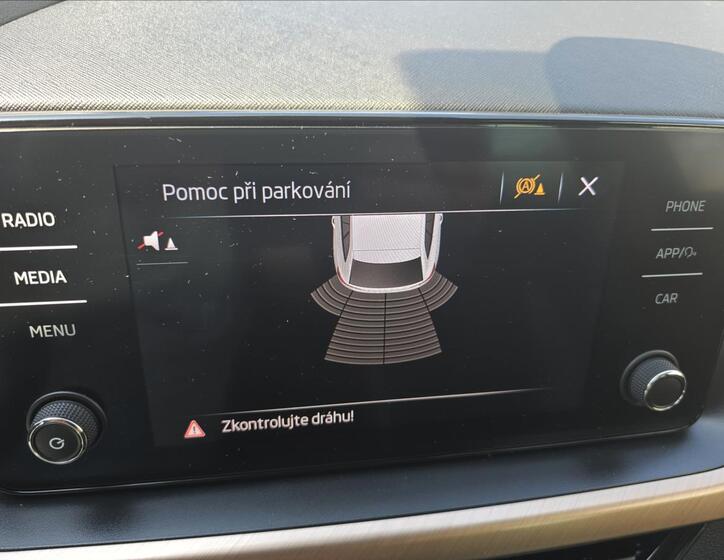 Pomoc při parkování
A
RADIO
MEDIA
MENU
PHONE
APP/
CAR
Zkontrolujte dráhu!